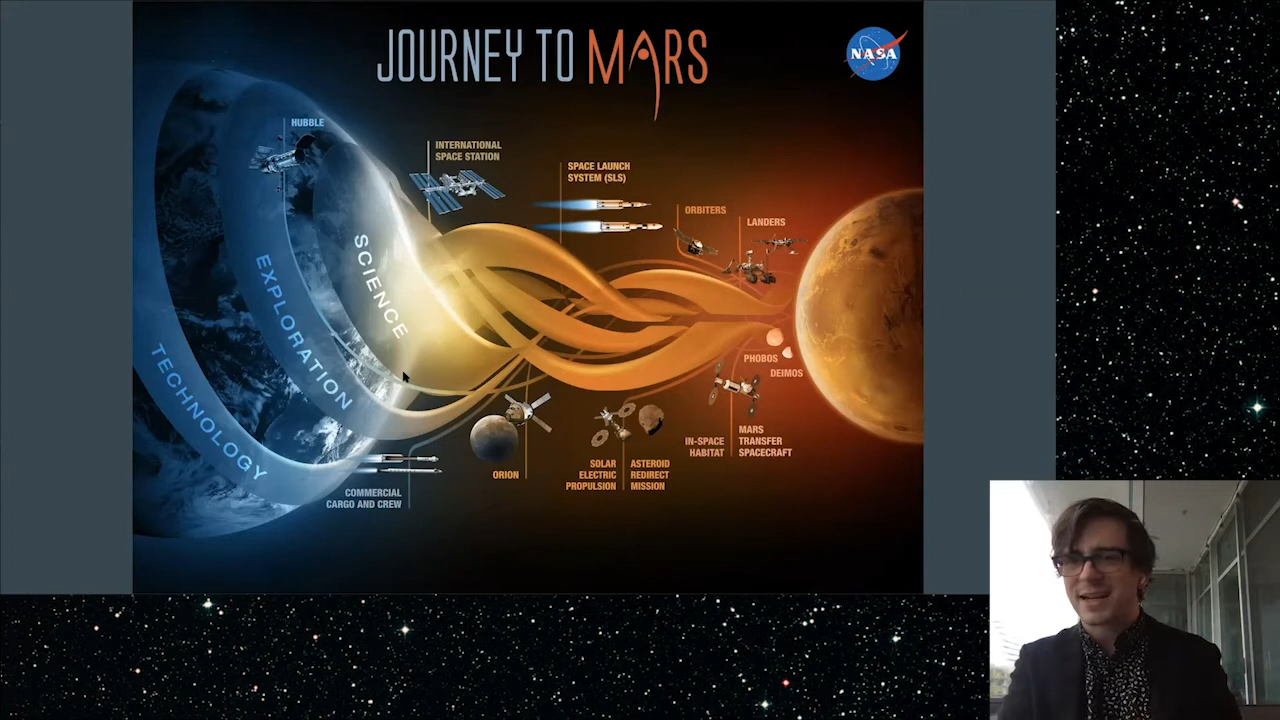 JOURNEY TO MARS
NASA
HUBBLE
INTERNATIONAL
SPACE STATION
SPACE LAUNCH
SYSTEM (SLS)
ORBITERS
LANDERS
SCIENCE
EXPLORATION
TECHNOLOGY
PHOBOS
DEIMOS
COMMERCIAL
CARGO AND CREW
ORION
SOLAR
ELECTRIC
PROPULSION
ASTEROID
REDIRECT
MISSION
IN-SPACE
HABITAT
MARS
TRANSFER
SPACECRAFT